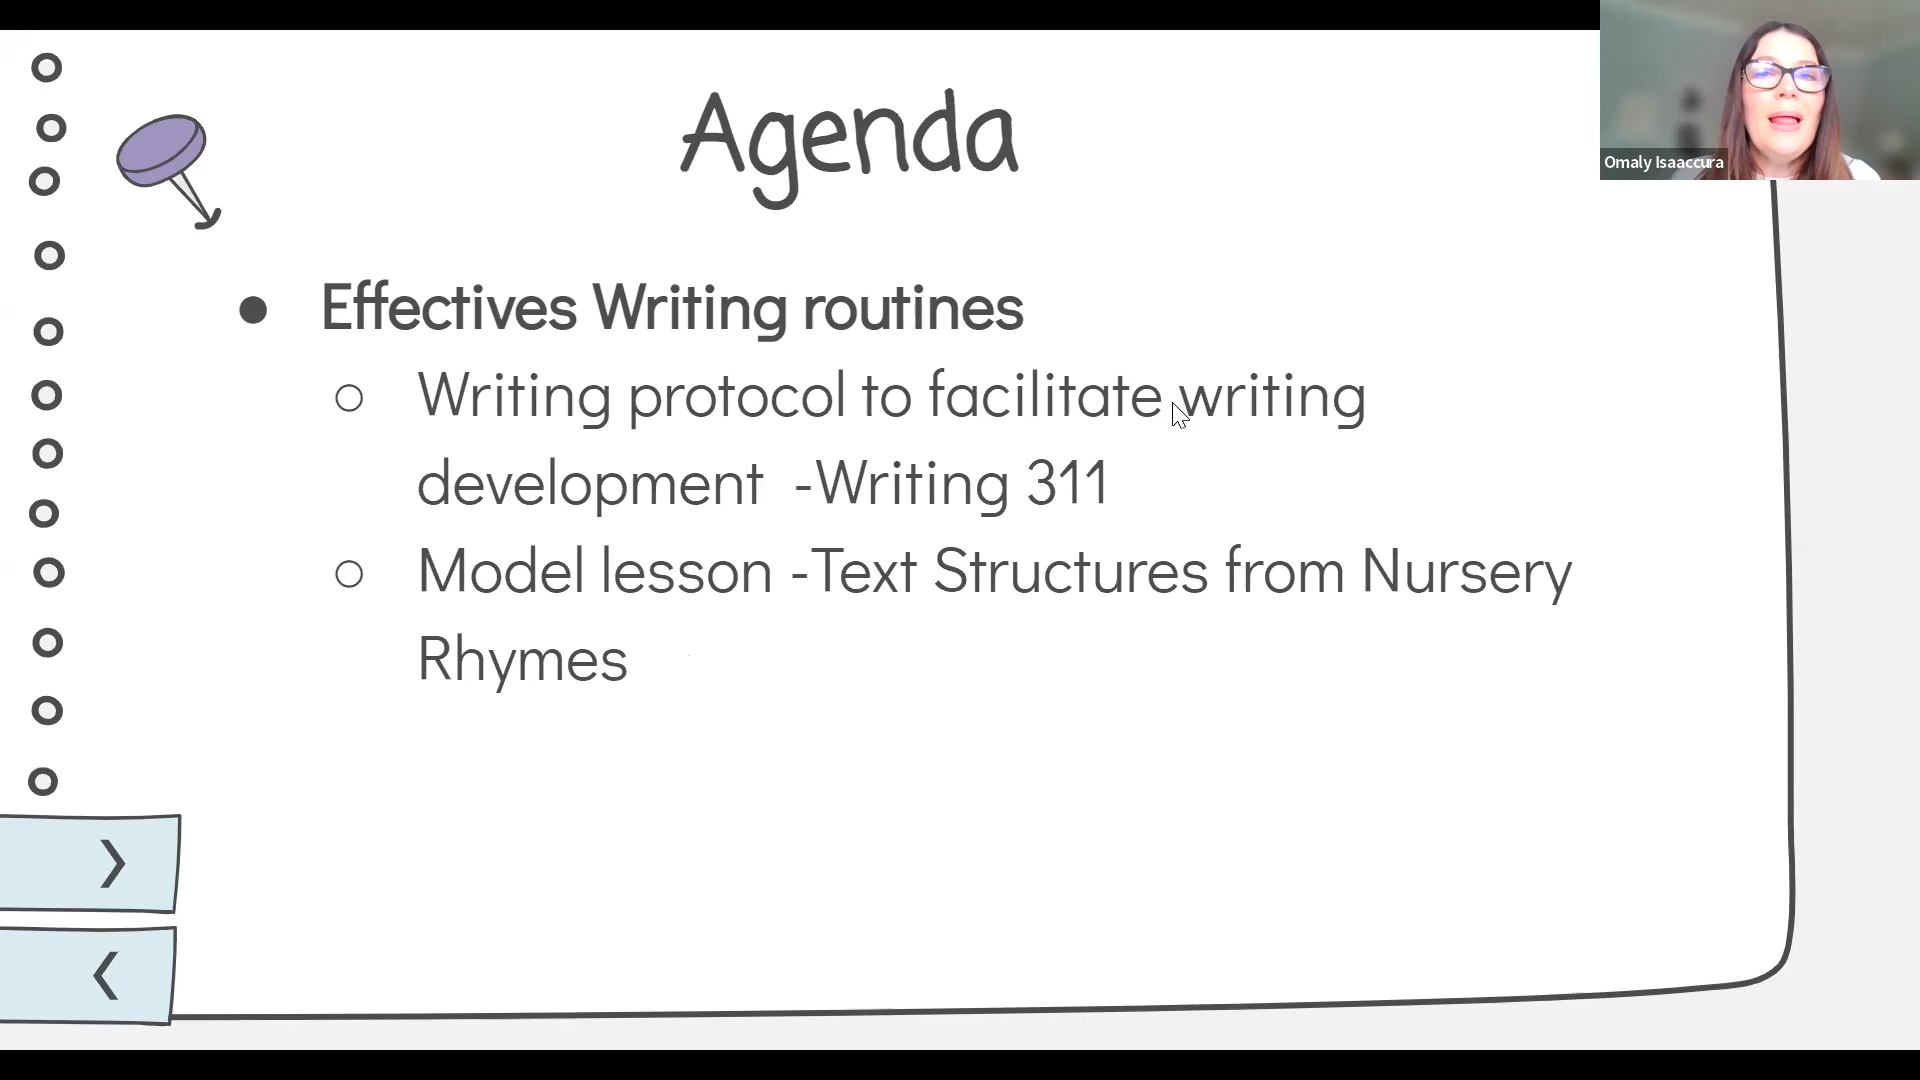 Agenda
Omaly Isaaccura
● Effectives Writing routines
○ Writing protocol to facilitate writing
development -Writing 311
○ Model lesson -Text Structures from Nursery
Rhymes